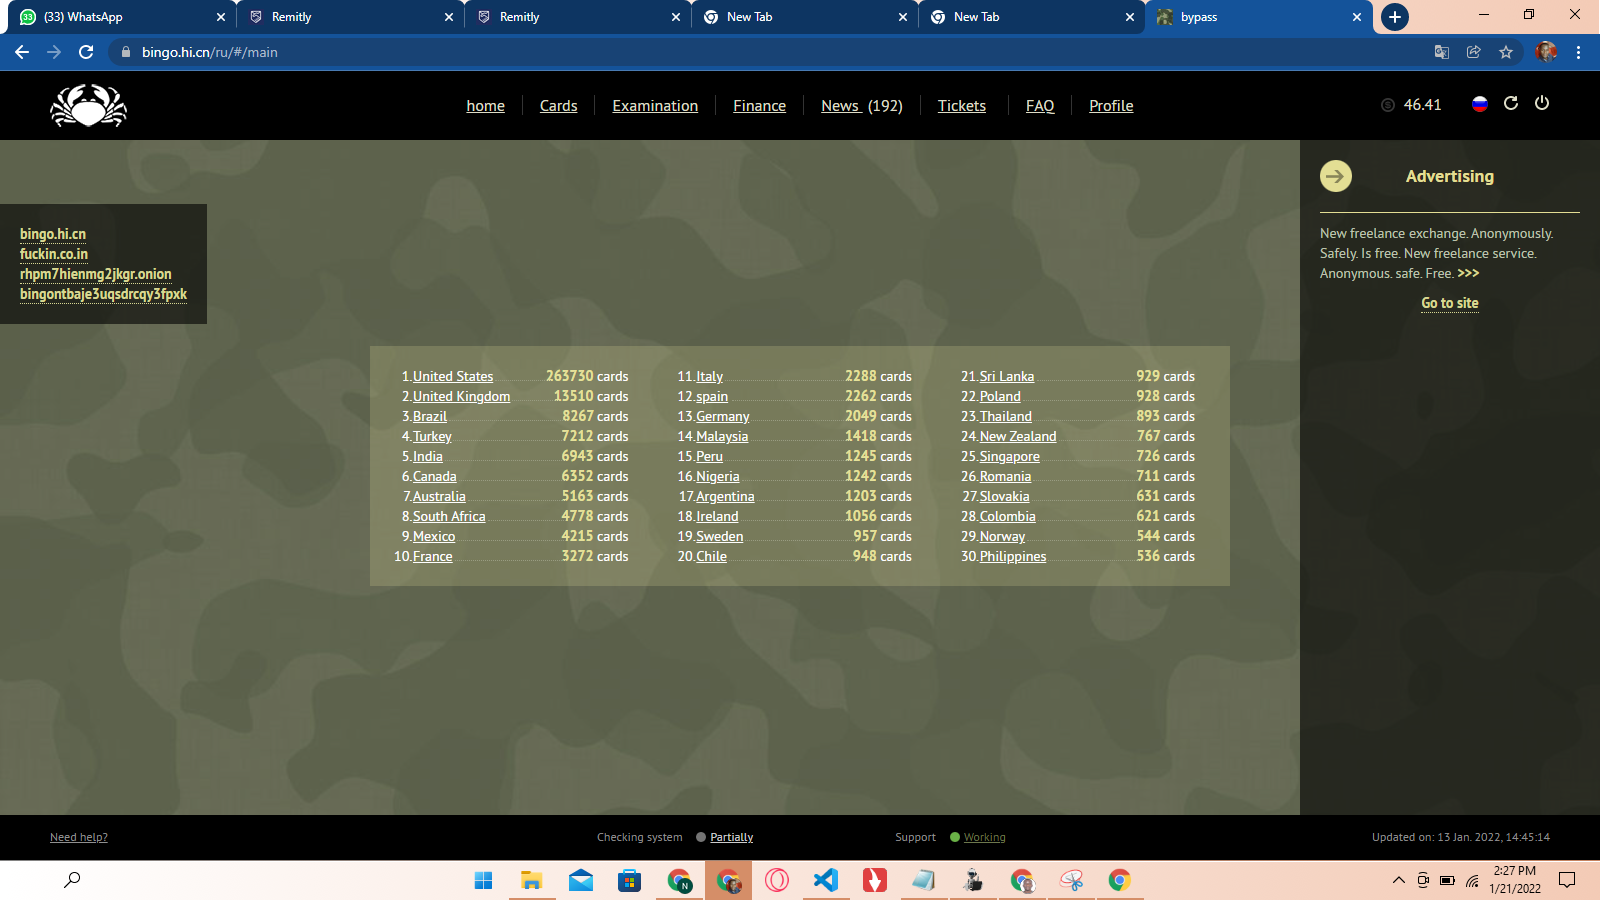 (33) WhatsApp
Remitly
Remitly
New Tab
New Tab
bypass
bingo.hi.cn/ru/#/main
home
Cards
Examination
Finance
News (192)
Tickets
FAQ
Profile
46.41
bingo.hi.cn
fuckin.co.in
rhpm7hienmg2jkgr.onion
bingontbaje3uqsdrcqy3fpxk
1. United States 263730 cards
2. United Kingdom 13510 cards
3. Brazil 8267 cards
4. Turkey 7212 cards
5. India 6943 cards
6. Canada 6352 cards
7. Australia 5163 cards
8. South Africa 4778 cards
9. Mexico 4215 cards
10. France 3272 cards
11. Italy 2288 cards
12. spain 2262 cards
13. Germany 2049 cards
14. Malaysia 1418 cards
15. Peru 1245 cards
16. Nigeria 1242 cards
17. Argentina 1203 cards
18. Ireland 1056 cards
19. Sweden 957 cards
20. Chile 948 cards
21. Sri Lanka 929 cards
22. Poland 928 cards
23. Thailand 893 cards
24. New Zealand 767 cards
25. Singapore 726 cards
26. Romania 711 cards
27. Slovakia 631 cards
28. Colombia 621 cards
29. Norway 544 cards
30. Philippines 536 cards
Advertising
New freelance exchange. Anonymously.
Safely. Is free. New freelance service.
Anonymous. safe. Free. >>>
Go to site
Need help?
Checking system Partially
Support Working
Updated on: 13 Jan. 2022, 14:45:14
2:27 PM
1/21/2022